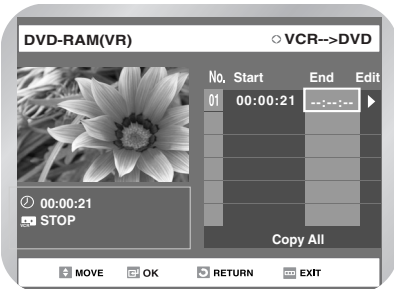 DVD-RAM(VR)
VCR-->DVD
No. Start End Edit
01 00:00:21 --:--:--
00:00:21
VCR STOP
Copy All
MOVE OK RETURN EXIT